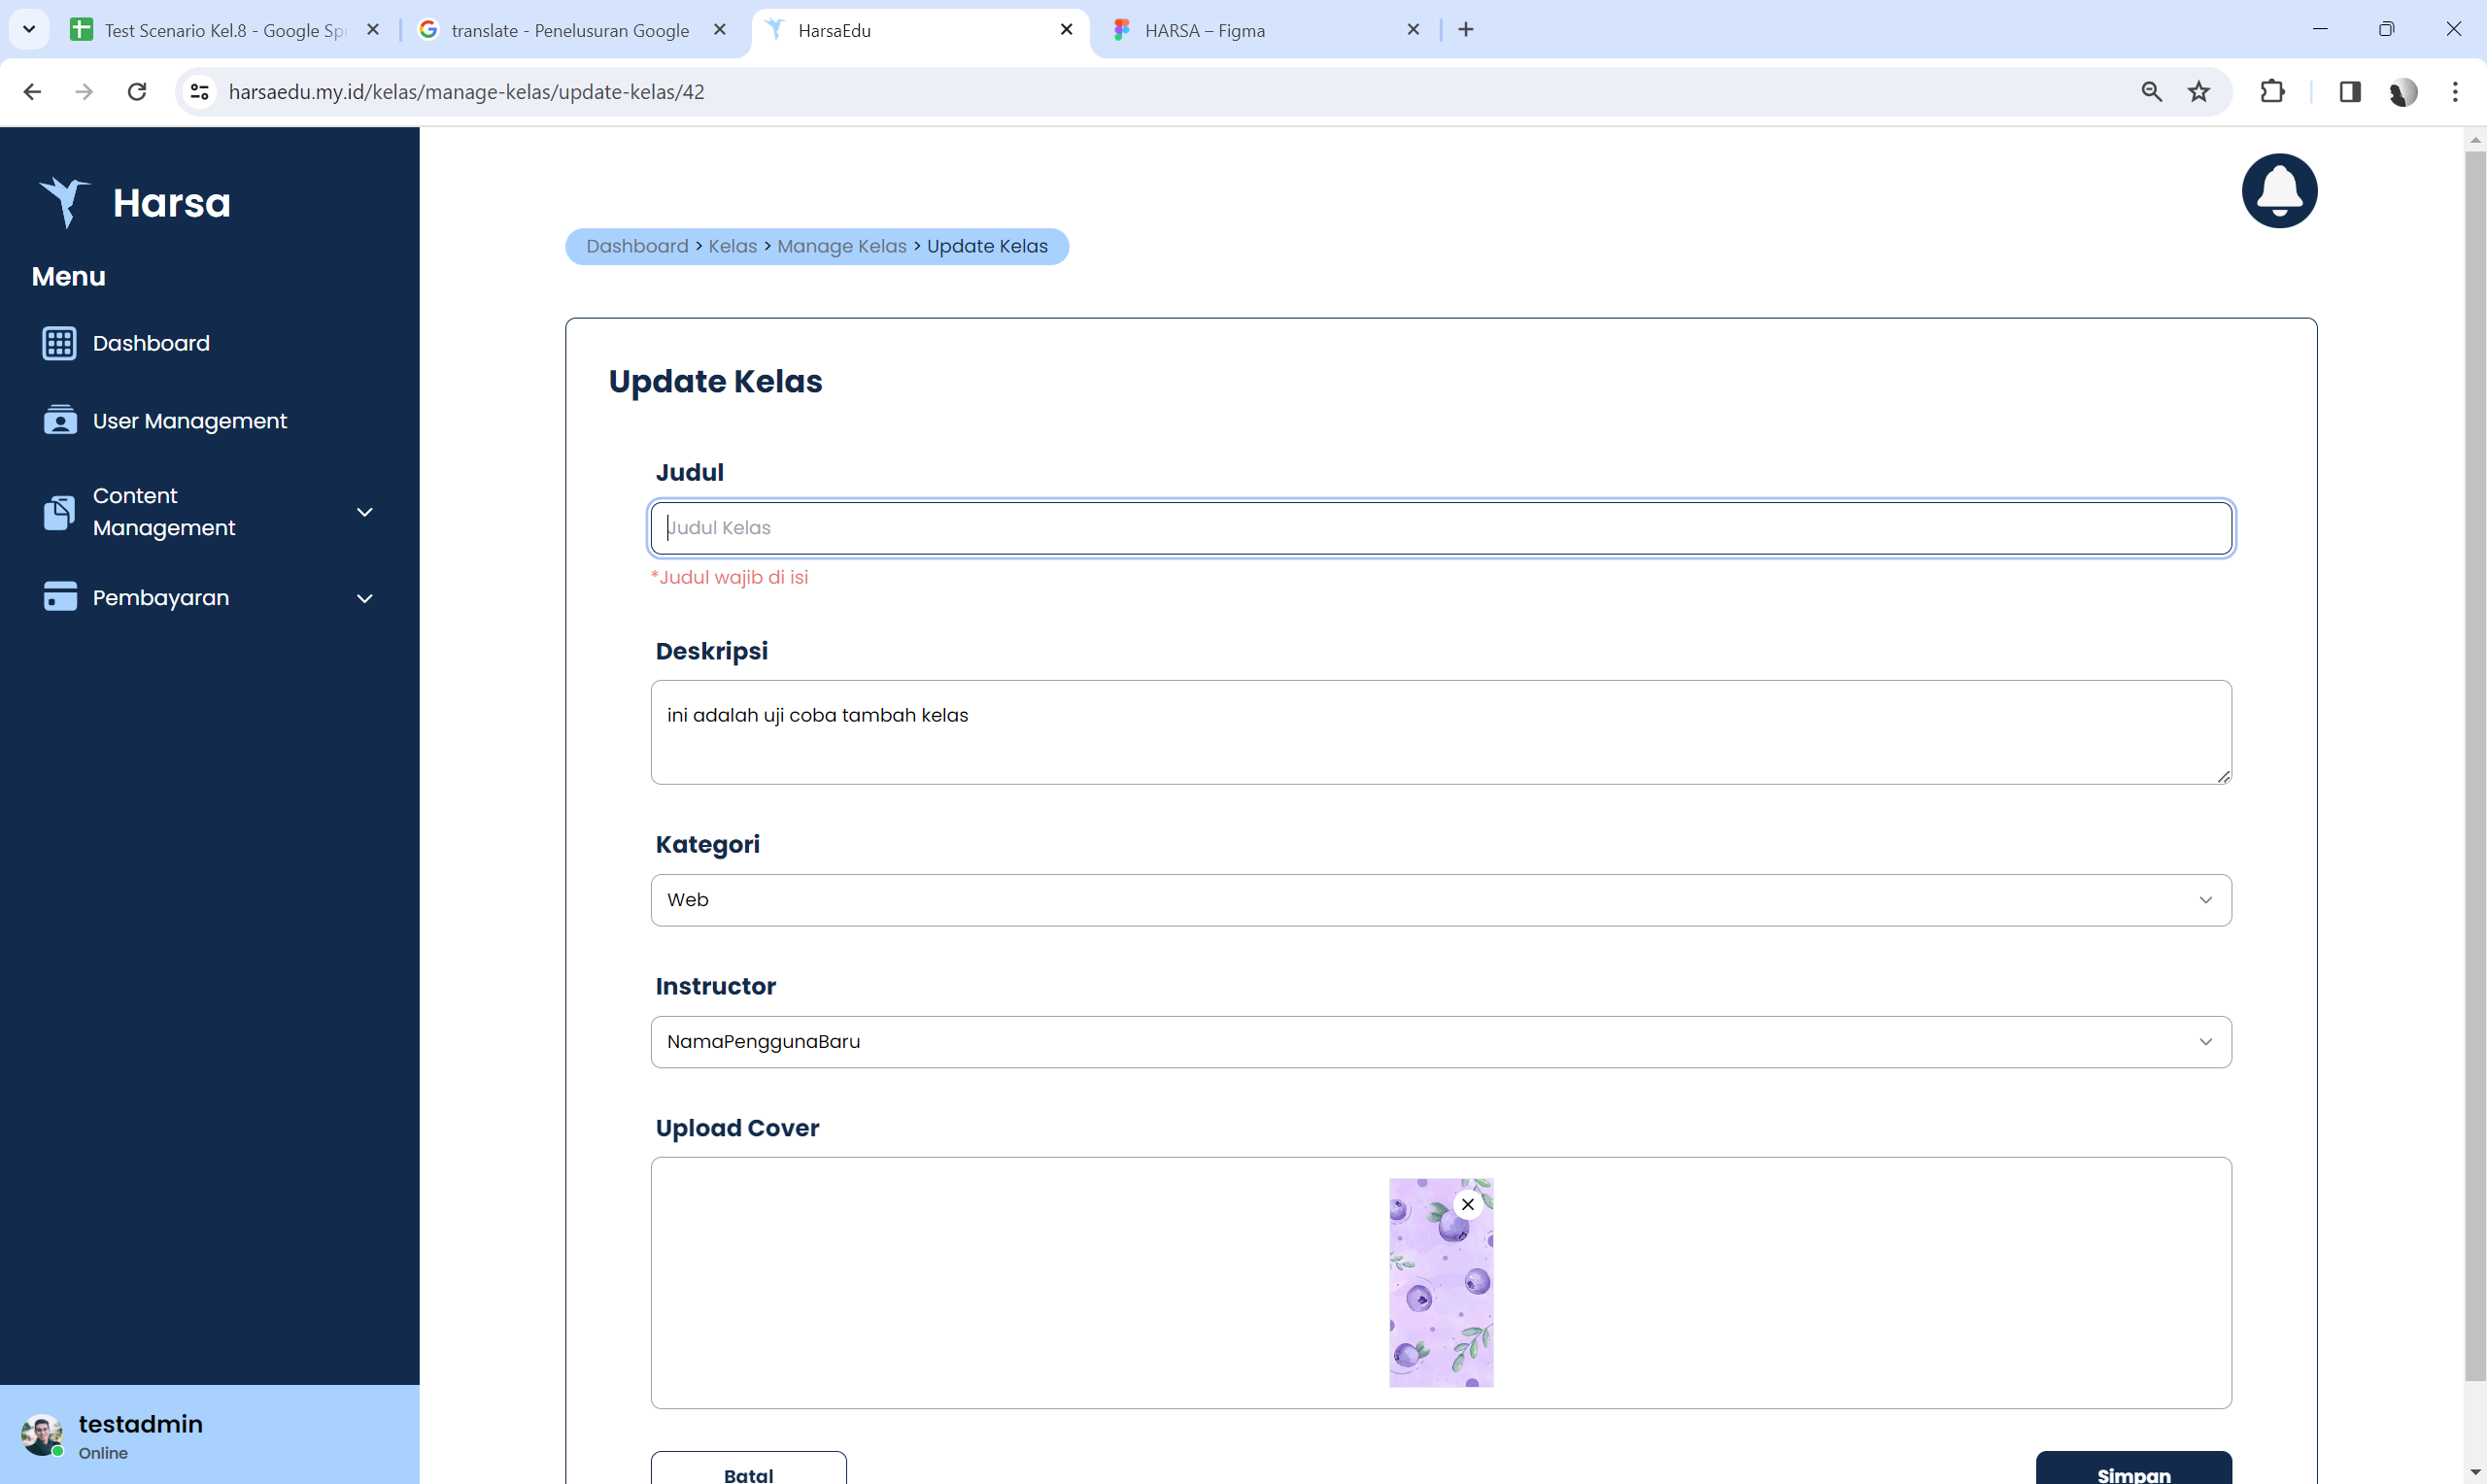 Test Scenario Kel.8 - Google Spr
translate - Penelusuran Google
HarsaEdu
HARSA – Figma
harsaedu.my.id/kelas/manage-kelas/update-kelas/42
Harsa
Menu
Dashboard
User Management
Content
Management
Pembayaran
testadmin
Online
Dashboard > Kelas > Manage Kelas > Update Kelas
Update Kelas
Judul
Judul Kelas
*Judul wajib di isi
Deskripsi
ini adalah uji coba tambah kelas
Kategori
Web
Instructor
NamaPenggunaBaru
Upload Cover
Batal
Simpan